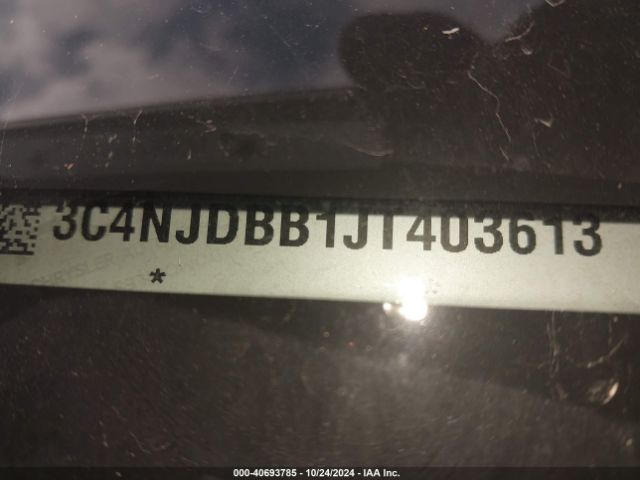 3C4NJDBB1JT403613
*
000-40693785 - 10/24/2024 - IAA Inc.